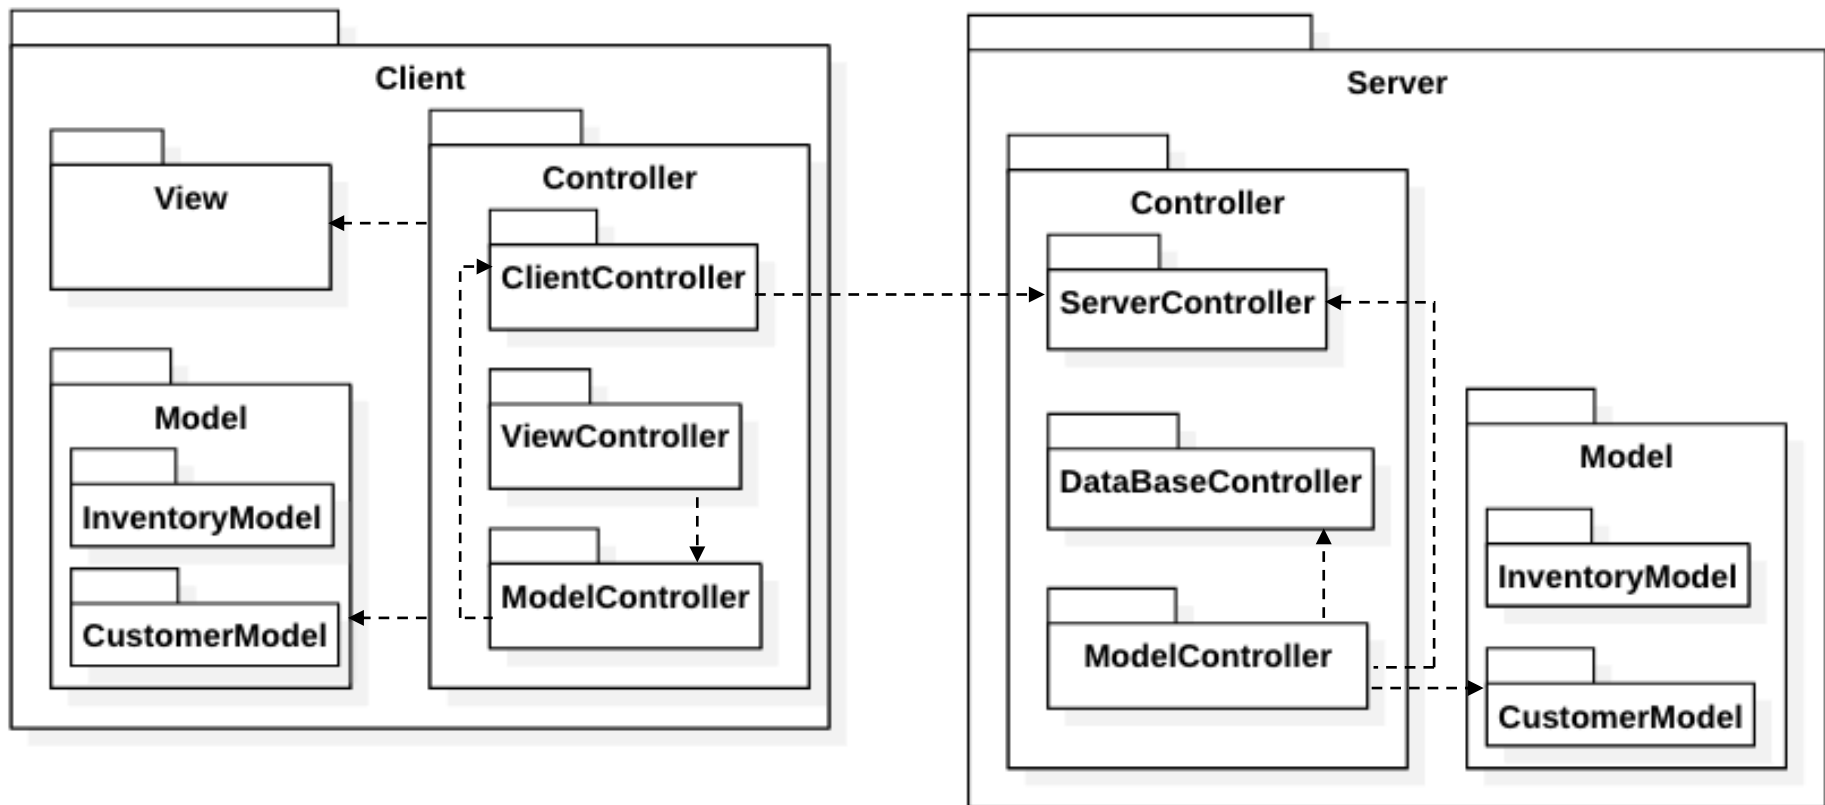 Client
View
Controller
ClientController
ViewController
ModelController
Model
InventoryModel
CustomerModel
Server
Controller
ServerController
DataBaseController
ModelController
Model
InventoryModel
CustomerModel